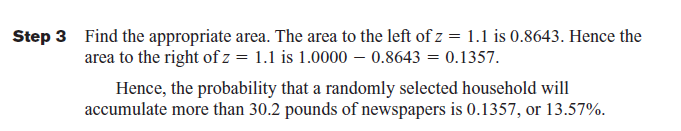 Step 3 Find the appropriate area. The area to the left of z = 1.1 is 0.8643. Hence the
area to the right of z = 1.1 is 1.0000 − 0.8643 = 0.1357.
Hence, the probability that a randomly selected household will
accumulate more than 30.2 pounds of newspapers is 0.1357, or 13.57%.